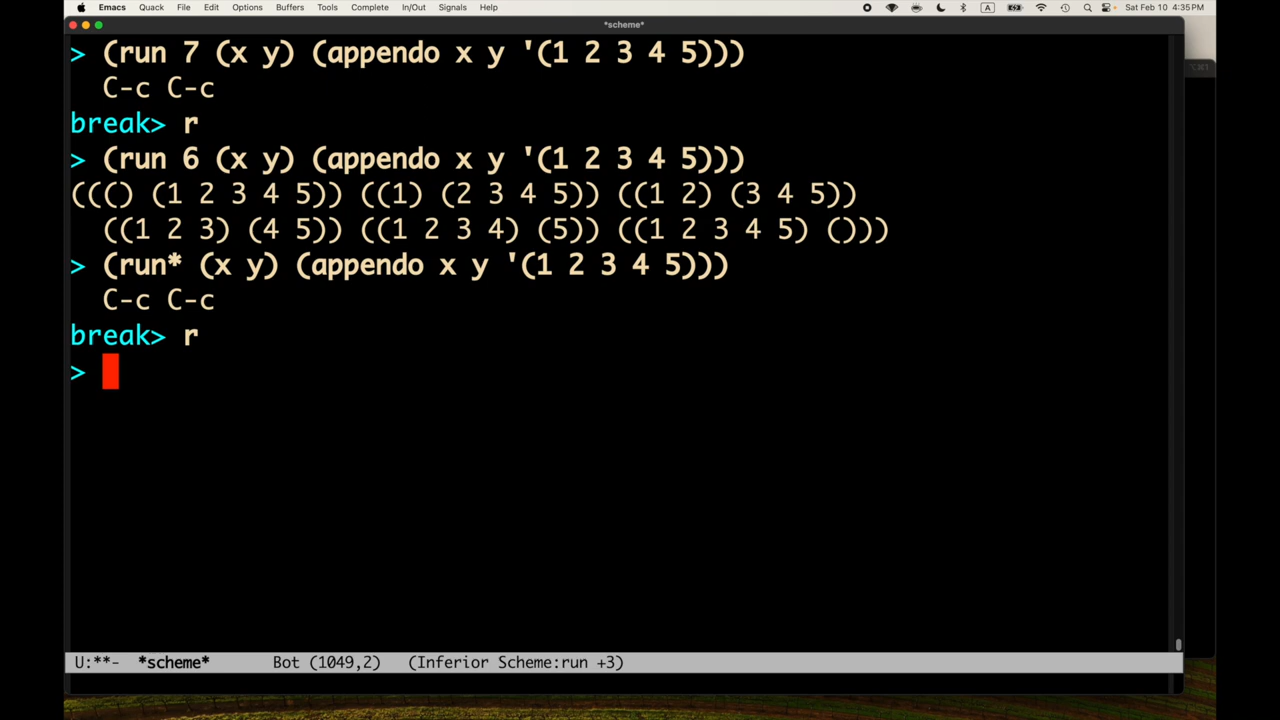 Emacs Quack File Edit Options Buffers Tools Complete In/Out Signals Help A Sat Feb 10 4:35 PM
*scheme*
> (run 7 (x y) (appendo x y '(1 2 3 4 5)))
C-c C-c
break> r
> (run 6 (x y) (appendo x y '(1 2 3 4 5)))
((() (1 2 3 4 5)) ((1) (2 3 4 5)) ((1 2) (3 4 5))
((1 2 3) (4 5)) ((1 2 3 4) (5)) ((1 2 3 4 5) ()))
> (run* (x y) (appendo x y '(1 2 3 4 5)))
C-c C-c
break> r
>
U:**- *scheme* Bot (1049,2) (Inferior Scheme:run +3)